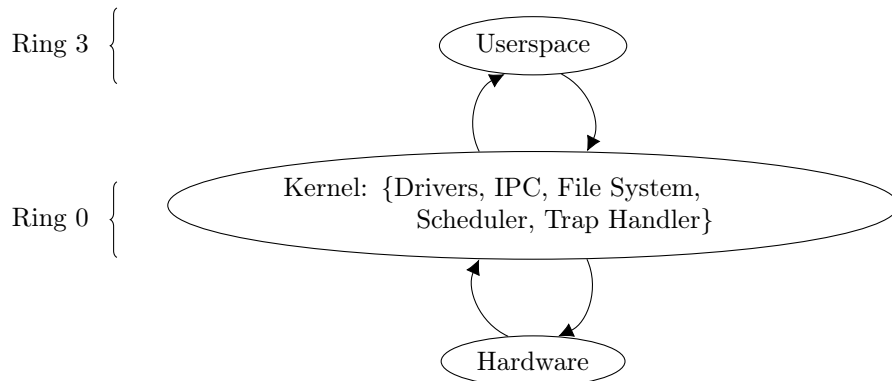 Ring 3
Userspace
Ring 0
Kernel: {Drivers, IPC, File System,
Scheduler, Trap Handler}
Hardware